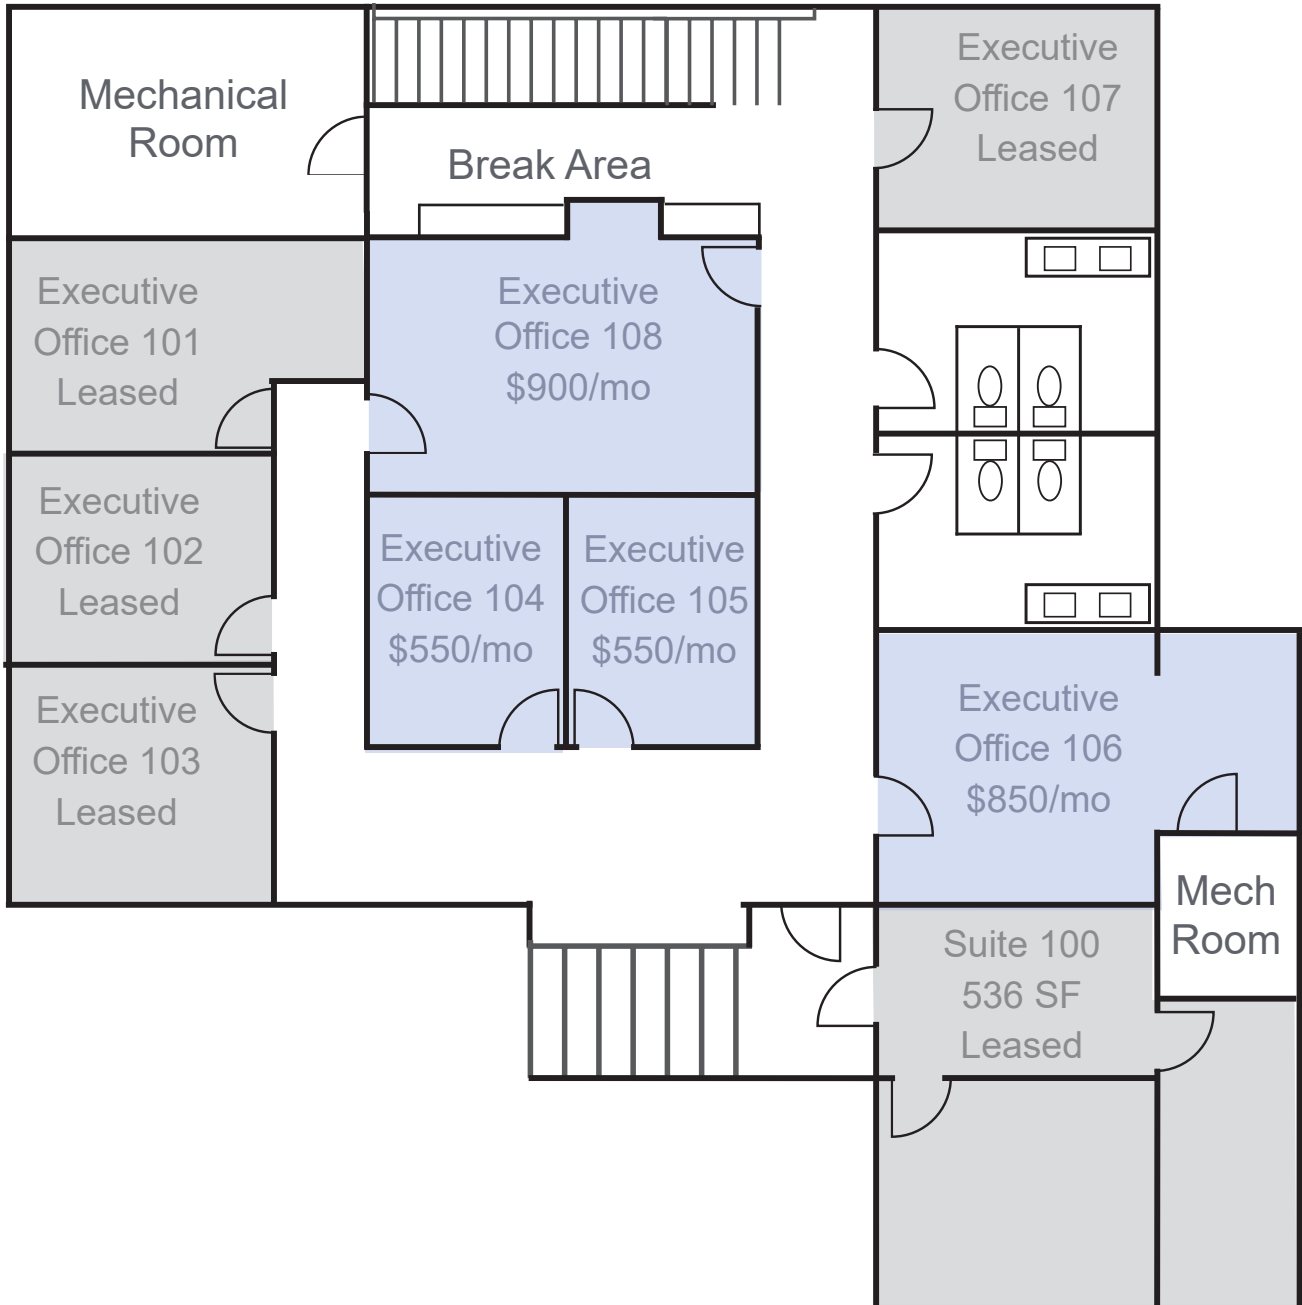 Mechanical
Room
Break Area
Executive
Office 107
Leased
Executive
Office 101
Leased
Executive
Office 108
$900/mo
Executive
Office 102
Leased
Executive
Office 104
$550/mo
Executive
Office 105
$550/mo
Executive
Office 103
Leased
Executive
Office 106
$850/mo
Mech
Room
Suite 100
536 SF
Leased